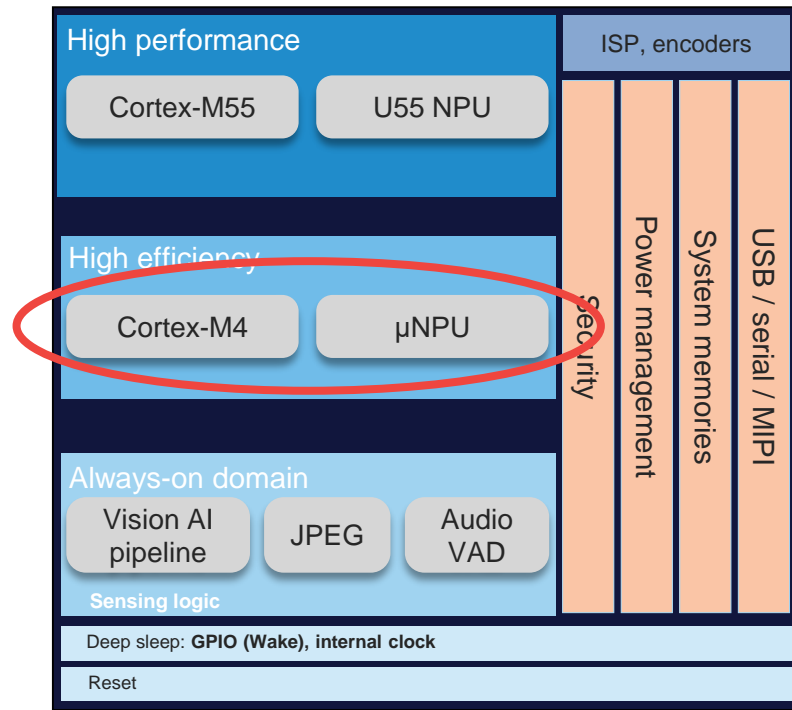 High performance
Cortex-M55
U55 NPU
High efficiency
Cortex-M4
µNPU
Always-on domain
Vision AI
pipeline
JPEG
Audio
VAD
Sensing logic
ISP, encoders
Security
Power management
System memories
USB / serial / MIPI
Deep sleep: GPIO (Wake), internal clock
Reset